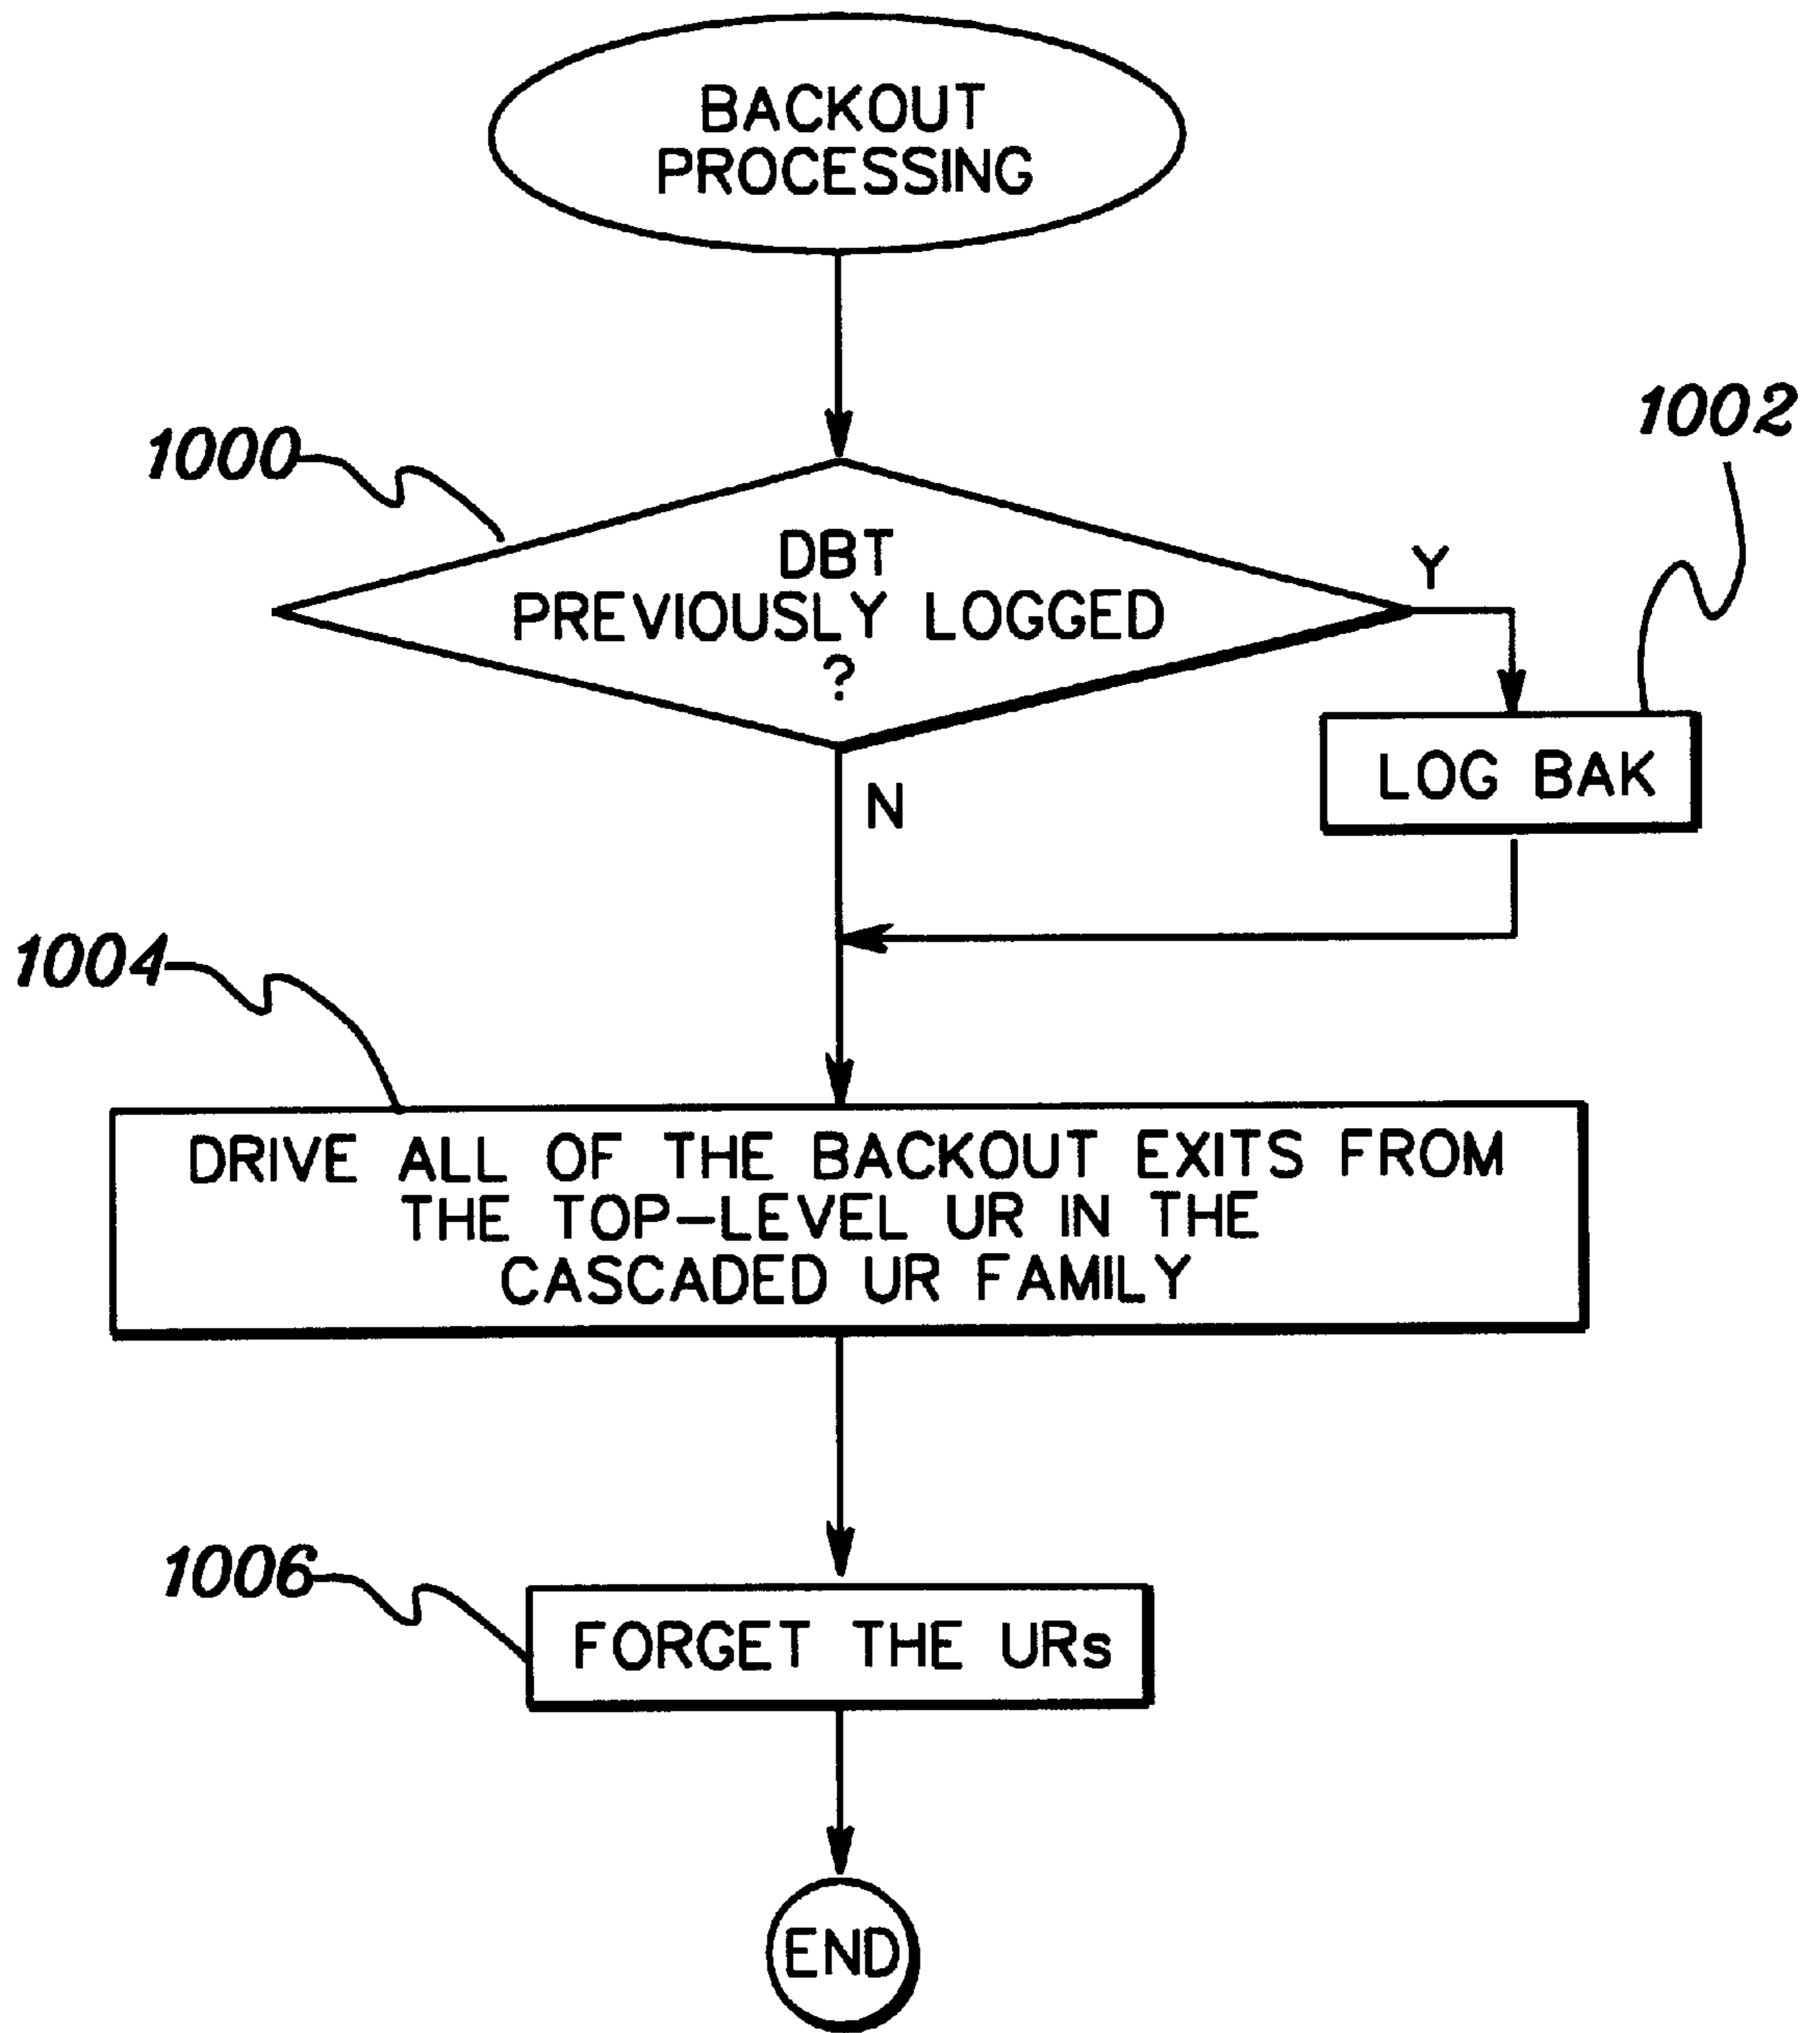 BACKOUT
PROCESSING
1000
1002
DBT
PREVIOUSLY LOGGED
?
Y
LOG BAK
N
1004
DRIVE ALL OF THE BACKOUT EXITS FROM
THE TOP-LEVEL UR IN THE
CASCADED UR FAMILY
1006
FORGET THE URs
END